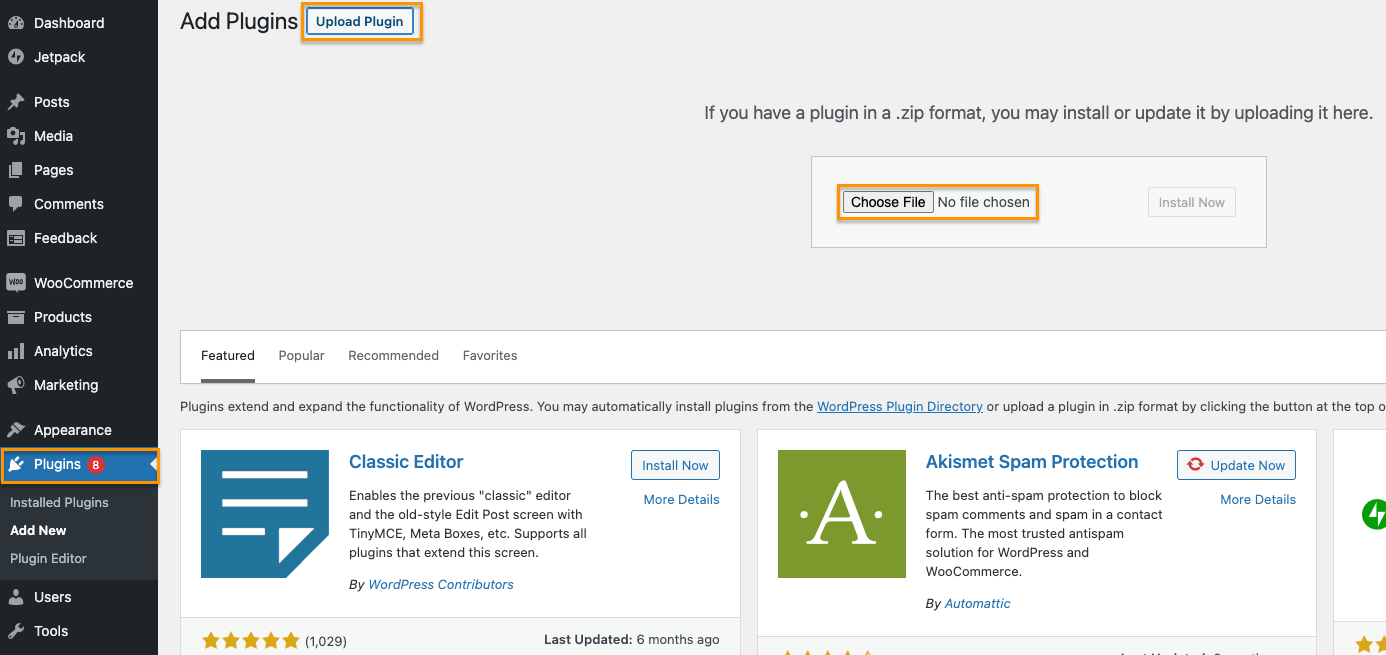 Dashboard
Jetpack
Posts
Media
Pages
Comments
Feedback
WooCommerce
Products
Analytics
Marketing
Appearance
Plugins 8
Installed Plugins
Add New
Plugin Editor
Users
Tools
Add Plugins Upload Plugin
If you have a plugin in a .zip format, you may install or update it by uploading it here.
Choose File No file chosen Install Now
Featured Popular Recommended Favorites
Plugins extend and expand the functionality of WordPress. You may automatically install plugins from the WordPress Plugin Directory or upload a plugin in .zip format by clicking the button at the top o
Classic Editor
Install Now
More Details
Enables the previous "classic" editor
and the old-style Edit Post screen with
TinyMCE, Meta Boxes, etc. Supports all
plugins that extend this screen.
By WordPress Contributors
(1,029)
Last Updated: 6 months ago
·A·
Akismet Spam Protection
Update Now
More Details
The best anti-spam protection to block
spam comments and spam in a contact
form. The most trusted antispam
solution for WordPress and
WooCommerce.
By Automattic